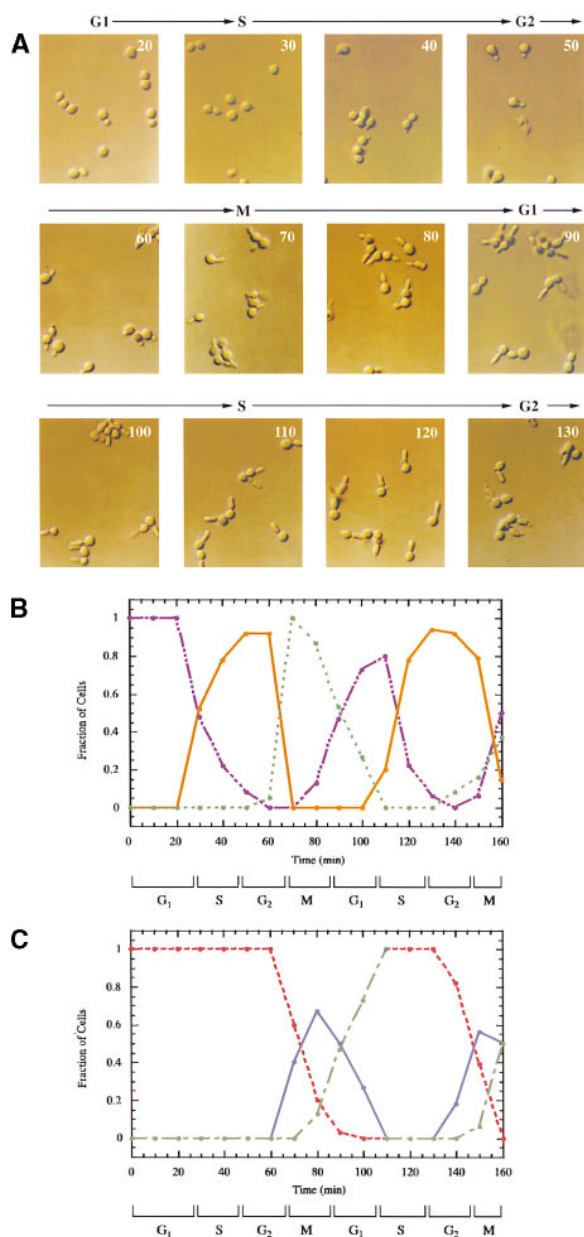 G1 S G2
A
20 30 40 50
M G1
60 70 80 90
S G2
100 110 120 130
B
1
0.8
0.6
0.4
0.2
0
Fraction of Cells
0 20 40 60 80 100 120 140 160
Time (min)
G1 S G2 M G1 S G2 M
C
1
0.8
0.6
0.4
0.2
0
Fraction of Cells
0 20 40 60 80 100 120 140 160
Time (min)
G1 S G2 M G1 S G2 M